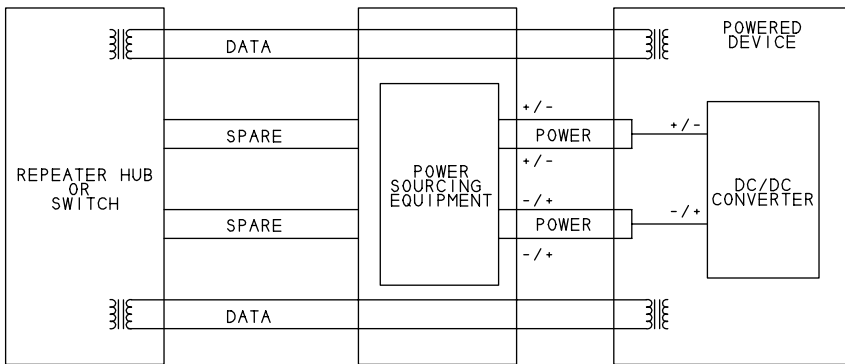 DATA
POWERED
DEVICE
+/-
SPARE
POWER
+/-
+/-
REPEATER HUB
OR
SWITCH
POWER
SOURCING
EQUIPMENT
DC/DC
CONVERTER
-/+
SPARE
POWER
-/+
-/+
DATA